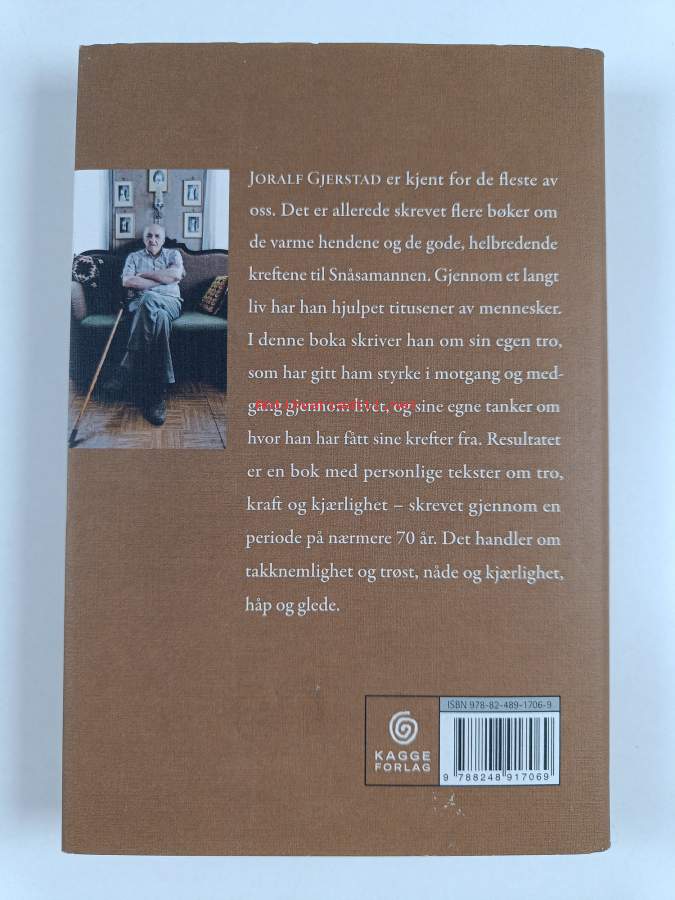 JORALF GJERSTAD er kjent for de fleste av
oss. Det er allerede skrevet flere bøker om
de varme hendene og de gode, helbredende
kreftene til Snåsamannen. Gjennom et langt
liv har han hjulpet titusener av mennesker.
I denne boka skriver han om sin egen tro,
som har gitt ham styrke i motgang og med-
gang gjennom livet, og sine egne tanker om
hvor han har fått sine krefter fra. Resultatet
er en bok med personlige tekster om tro,
kraft og kjærlighet – skrevet gjennom en
periode på nærmere 70 år. Det handler om
takknemlighet og trøst, nåde og kjærlighet,
håp og glede.
ISBN 978-82-489-1706-9
KAGGE
FORLAG
9 788248 917069